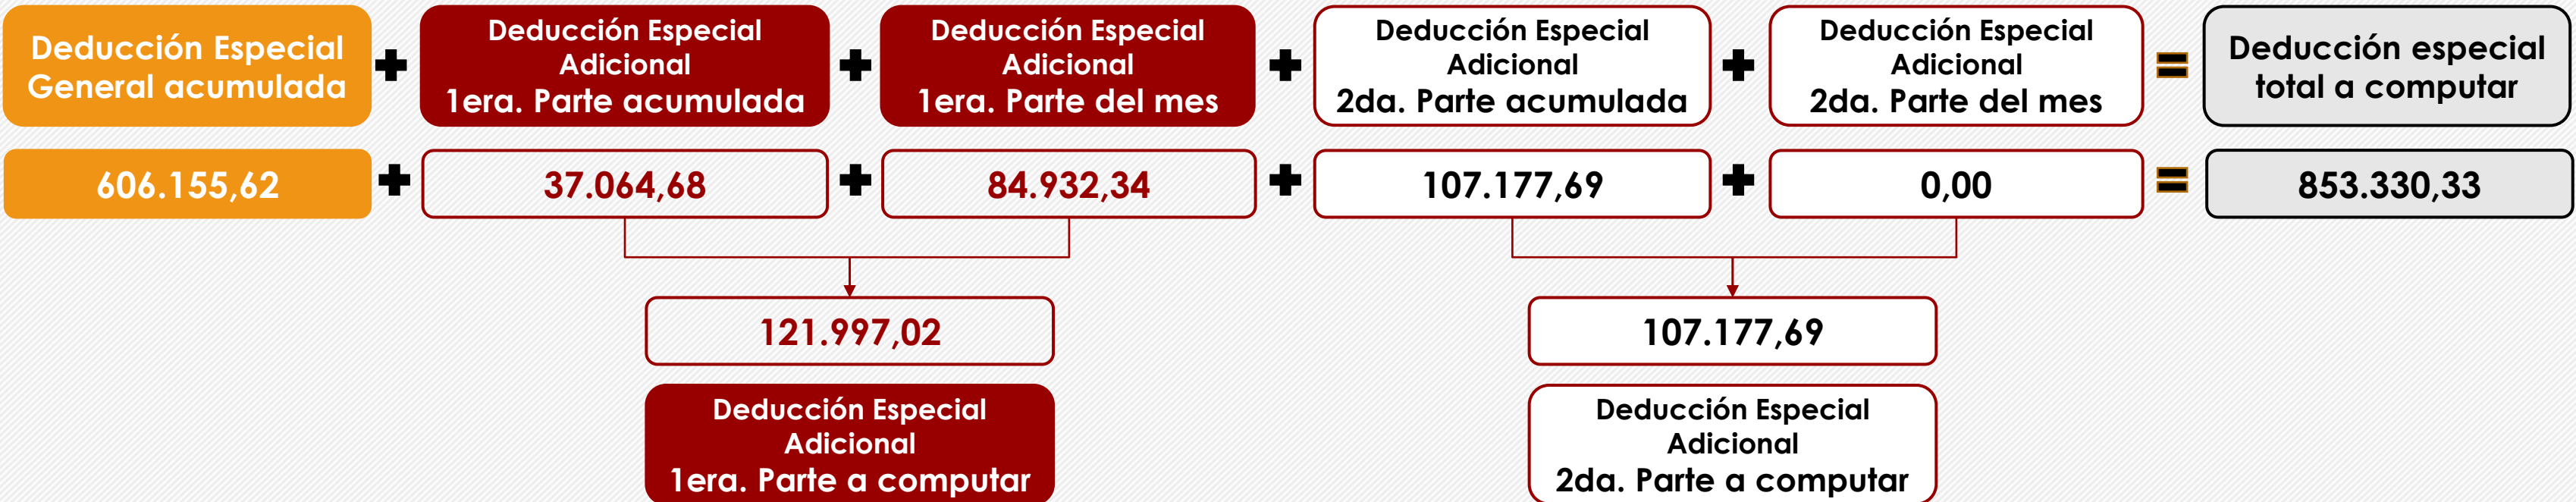 Deducción Especial
General acumulada
+
Deducción Especial
Adicional
1era. Parte acumulada
+
Deducción Especial
Adicional
1era. Parte del mes
+
Deducción Especial
Adicional
2da. Parte acumulada
+
Deducción Especial
Adicional
2da. Parte del mes
=
Deducción especial
total a computar
606.155,62 + 37.064,68 + 84.932,34 + 107.177,69 + 0,00 = 853.330,33
121.997,02
107.177,69
Deducción Especial
Adicional
1era. Parte a computar
Deducción Especial
Adicional
2da. Parte a computar